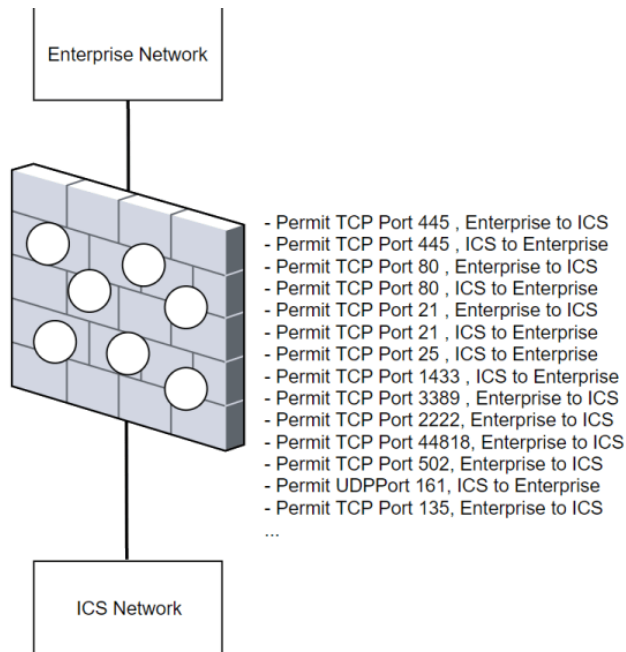 Enterprise Network
- Permit TCP Port 445 , Enterprise to ICS
- Permit TCP Port 445 , ICS to Enterprise
- Permit TCP Port 80 , Enterprise to ICS
- Permit TCP Port 80 , ICS to Enterprise
- Permit TCP Port 21 , Enterprise to ICS
- Permit TCP Port 21 , ICS to Enterprise
- Permit TCP Port 25 , ICS to Enterprise
- Permit TCP Port 1433 , ICS to Enterprise
- Permit TCP Port 3389 , Enterprise to ICS
- Permit TCP Port 2222, Enterprise to ICS
- Permit TCP Port 44818, Enterprise to ICS
- Permit TCP Port 502, Enterprise to ICS
- Permit UDPPort 161, ICS to Enterprise
- Permit TCP Port 135, Enterprise to ICS
...
ICS Network